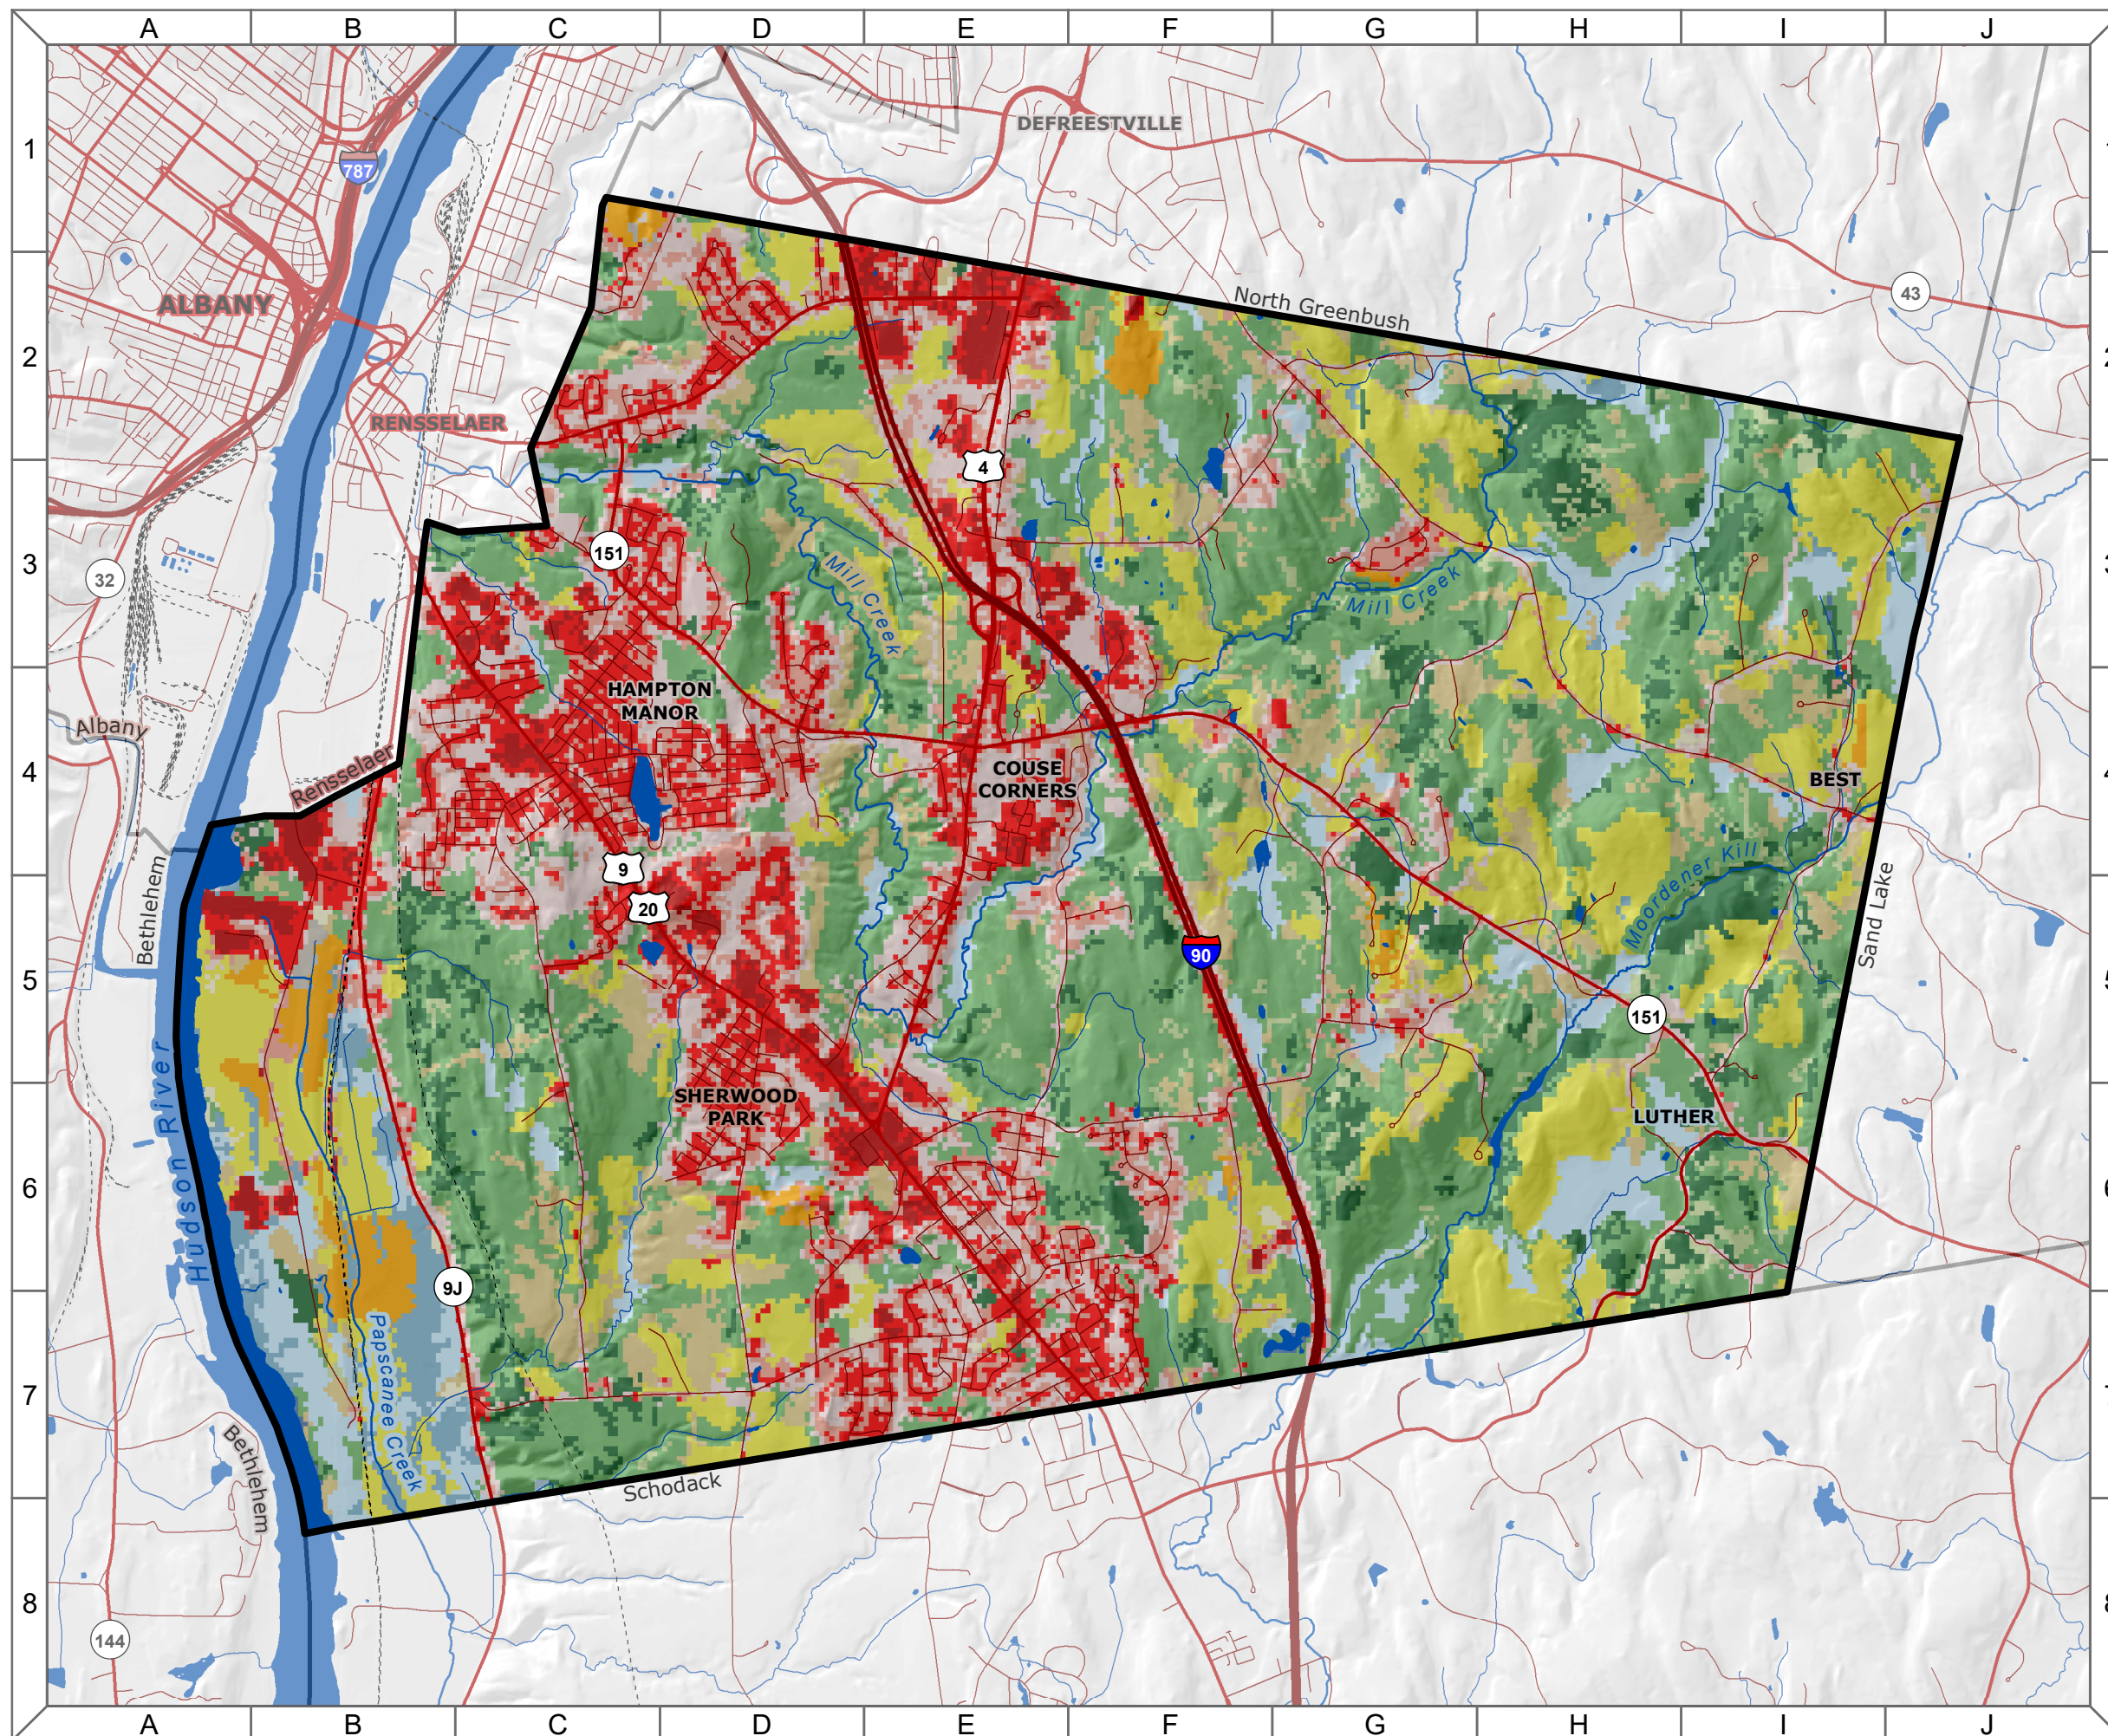 A B C D E F G H I J
1
DEFREESTVILLE
787
North Greenbush
43
ALBANY
2
RENSSELAER
4
3
151
32
Mill Creek
Mill Creek
HAMPTON
MANOR
Albany
Rensselaer
COUSE
CORNERS
BEST
4
Bethlehem
9
20
Moordener Kill
Sand Lake
90
5
151
Hudson River
SHERWOOD
PARK
LUTHER
6
9J
Papscanee Creek
7
Bethlehem
Schodack
8
144
A B C D E F G H I J